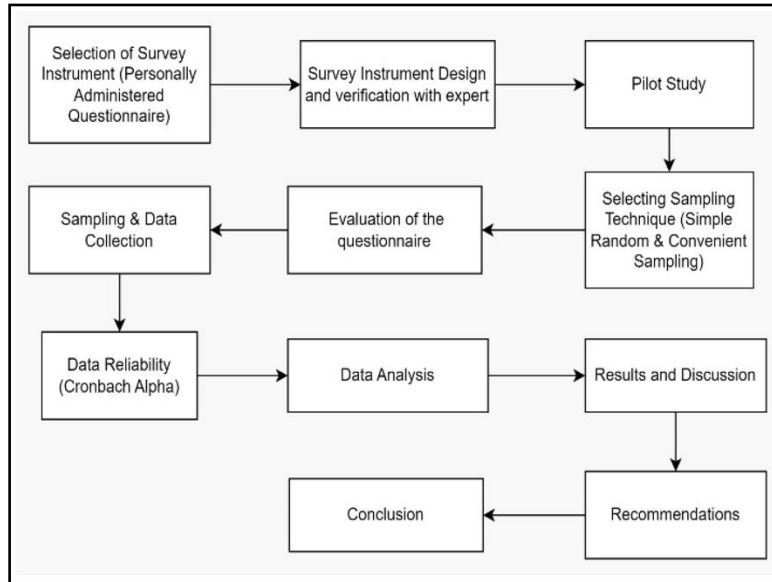 Selection of Survey
Instrument (Personally
Administered
Questionnaire)
Survey Instrument Design
and verification with expert
Pilot Study
Selecting Sampling
Technique (Simple
Random & Convenient
Sampling)
Evaluation of the
questionnaire
Sampling & Data
Collection
Data Reliability
(Cronbach Alpha)
Data Analysis
Results and Discussion
Recommendations
Conclusion